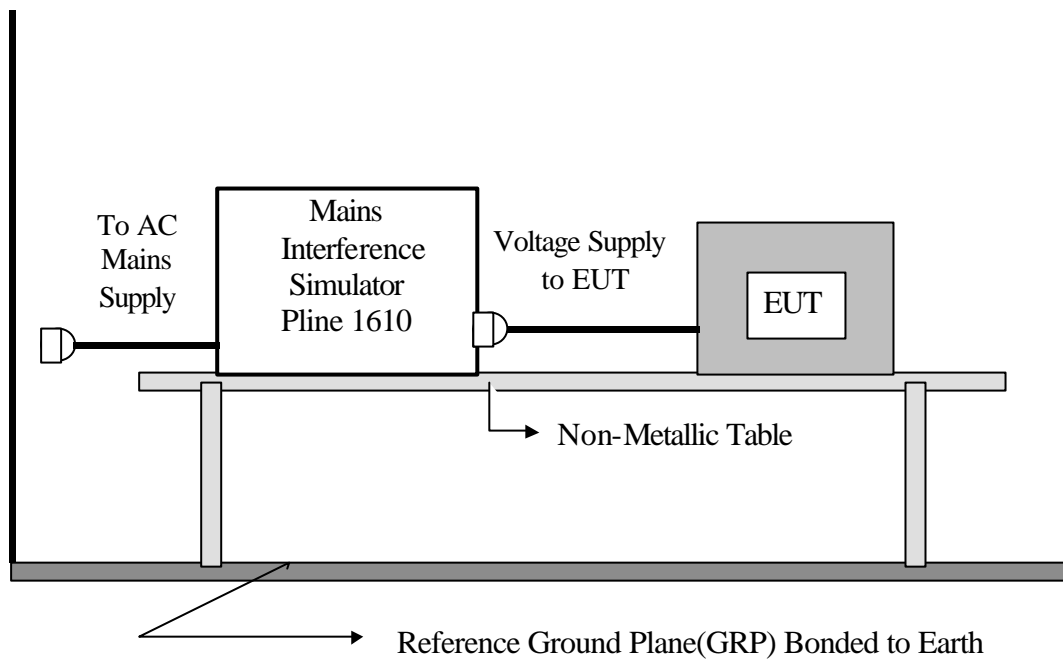 To AC
Mains
Supply
Mains
Interference
Simulator
Pline 1610
Voltage Supply
to EUT
EUT
Non-Metallic Table
Reference Ground Plane(GRP) Bonded to Earth